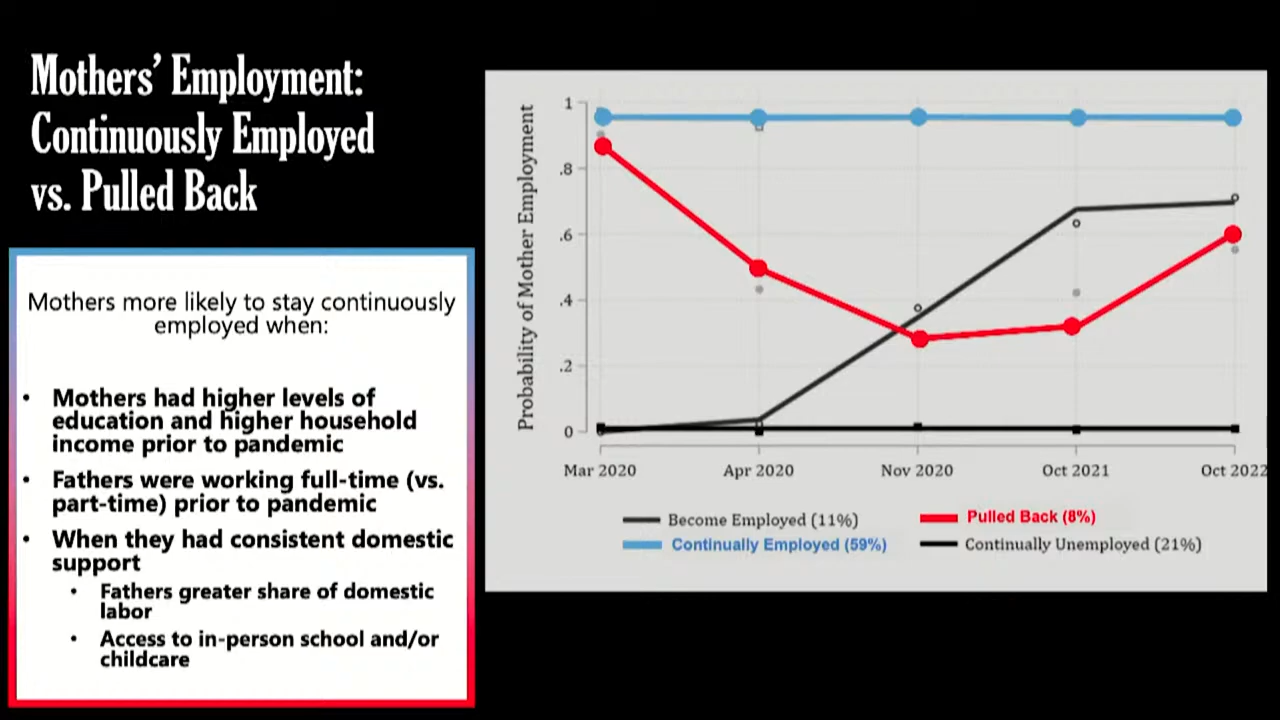 Mothers’ Employment:
Continuously Employed
vs. Pulled Back
Mothers more likely to stay continuously
employed when:
• Mothers had higher levels of
education and higher household
income prior to pandemic
• Fathers were working full-time (vs.
part-time) prior to pandemic
• When they had consistent domestic
support
• Fathers greater share of domestic
labor
• Access to in-person school and/or
childcare
Probability of Mother Employment
1
.8
.6
.4
.2
0
Mar 2020 Apr 2020 Nov 2020 Oct 2021 Oct 2022
Become Employed (11%) Pulled Back (8%)
Continually Employed (59%) Continually Unemployed (21%)